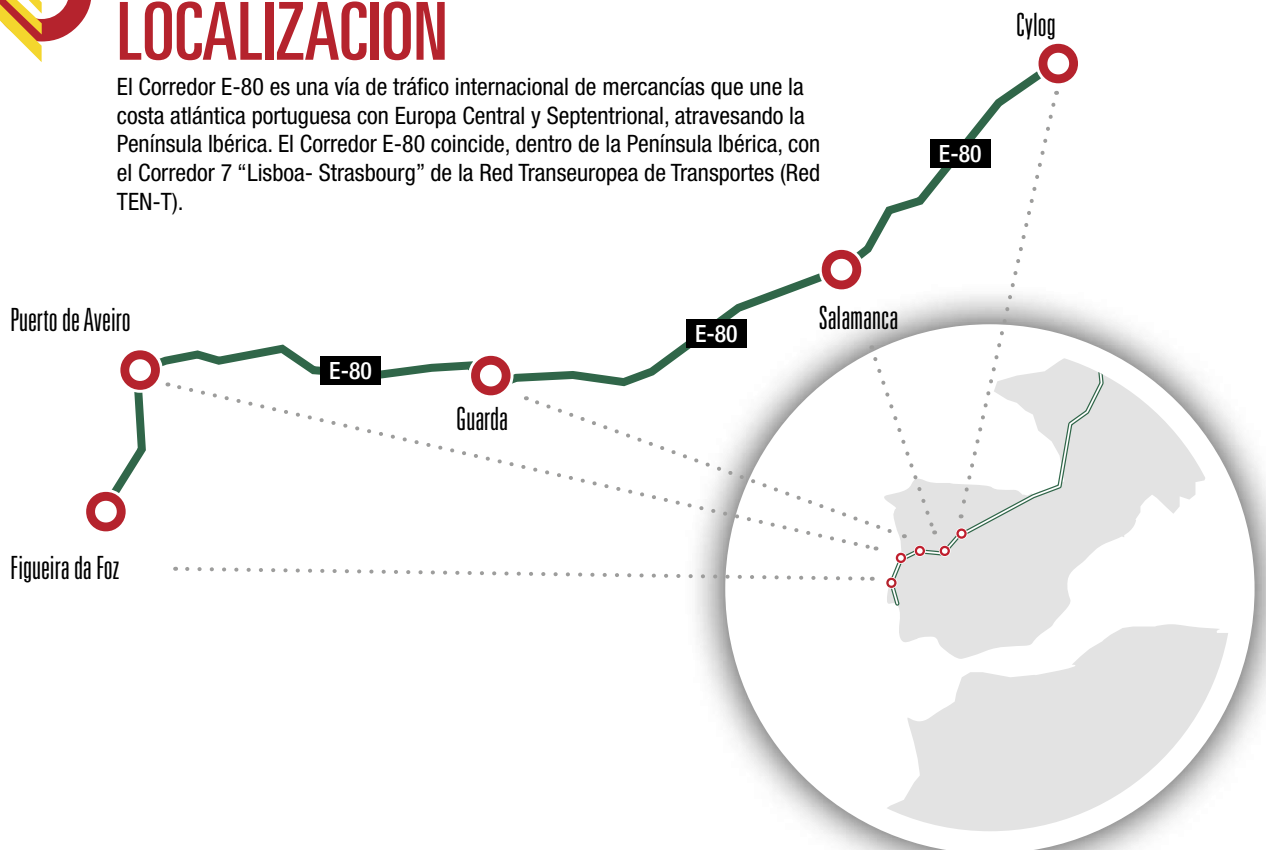 LOCALIZACIÓN
El Corredor E-80 es una vía de tráfico internacional de mercancías que une la
costa atlántica portuguesa con Europa Central y Septentrional, atravesando la
Península Ibérica. El Corredor E-80 coincide, dentro de la Península Ibérica, con
el Corredor 7 “Lisboa- Strasbourg” de la Red Transeuropea de Transportes (Red
TEN-T).
Cylog
E-80
Salamanca
E-80
Puerto de Aveiro
E-80
Guarda
Figueira da Foz